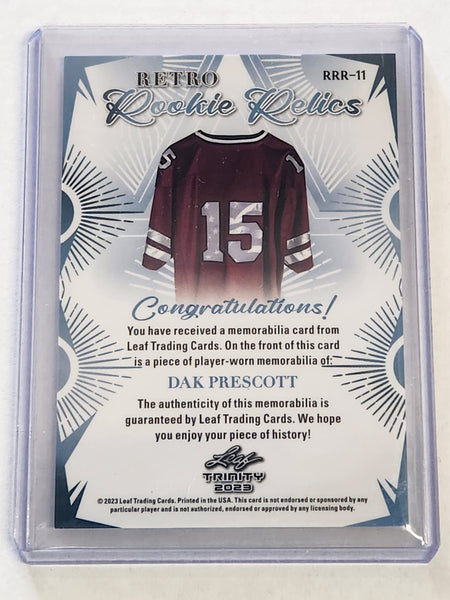 RETRO
RRR-11
Rookie Relics
15
15
15
Congratulations!
You have received a memorabilia card from
Leaf Trading Cards. On the front of this card
is a piece of player-worn memorabilia of:
DAK PRESCOTT
The authenticity of this memorabilia is
guaranteed by Leaf Trading Cards. We hope
you enjoy your piece of history!
Leaf
TRINITY
2023
© 2023 Leaf Trading Cards. Printed in the USA. This card is not endorsed or sponsored by any
particular player and is not authorized, endorsed or approved by any licensing body.